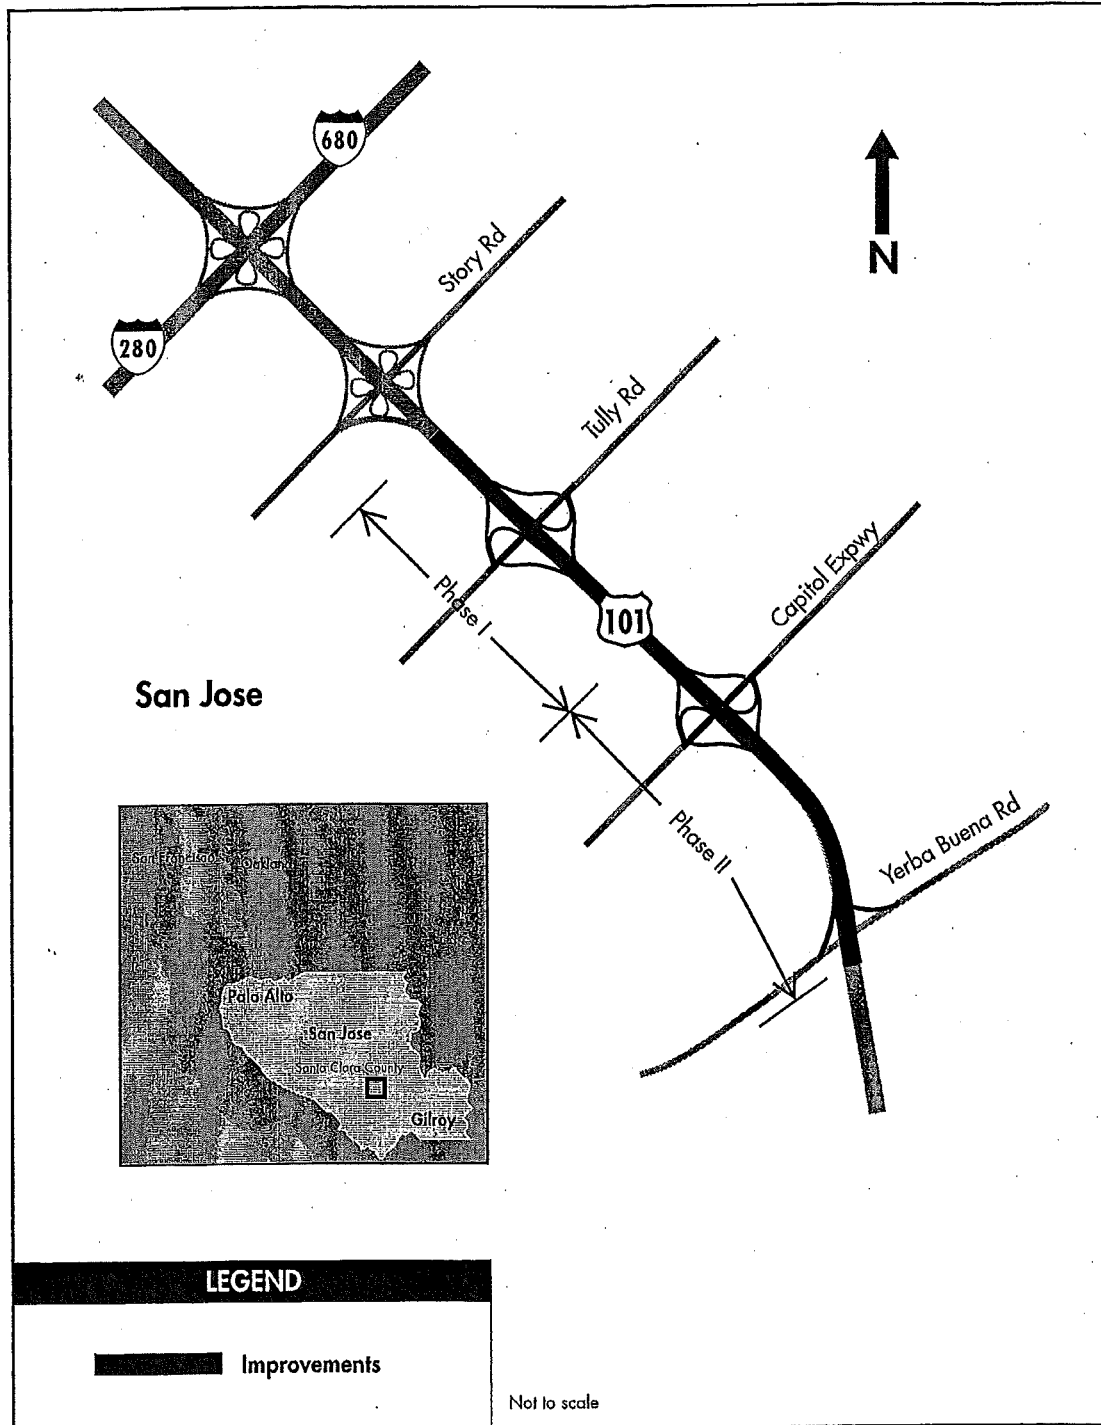 680
Story Rd
N
280
Tully Rd
Capitol Expwy
Phase I
101
San Jose
Phase II
Yerba Buena Rd
San Francisco
Oakland
Palo Alto
San Jose
Santa Clara County
Gilroy
LEGEND
Improvements
Not to scale